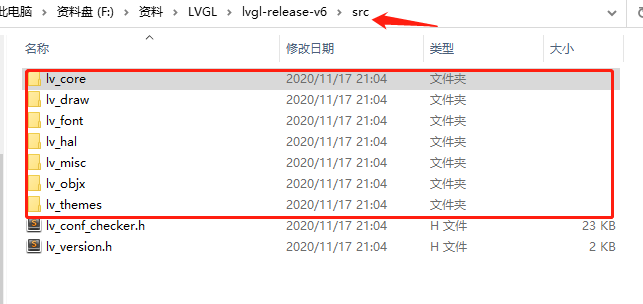 此电脑 > 资料盘 (F:) > 资料 > LVGL > lvgl-release-v6 > src
名称 修改日期 类型 大小
lv_core 2020/11/17 21:04 文件夹
lv_draw 2020/11/17 21:04 文件夹
lv_font 2020/11/17 21:04 文件夹
lv_hal 2020/11/17 21:04 文件夹
lv_misc 2020/11/17 21:04 文件夹
lv_objx 2020/11/17 21:04 文件夹
lv_themes 2020/11/17 21:04 文件夹
lv_conf_checker.h 2020/11/17 21:04 H 文件 23 KB
lv_version.h 2020/11/17 21:04 H 文件 2 KB